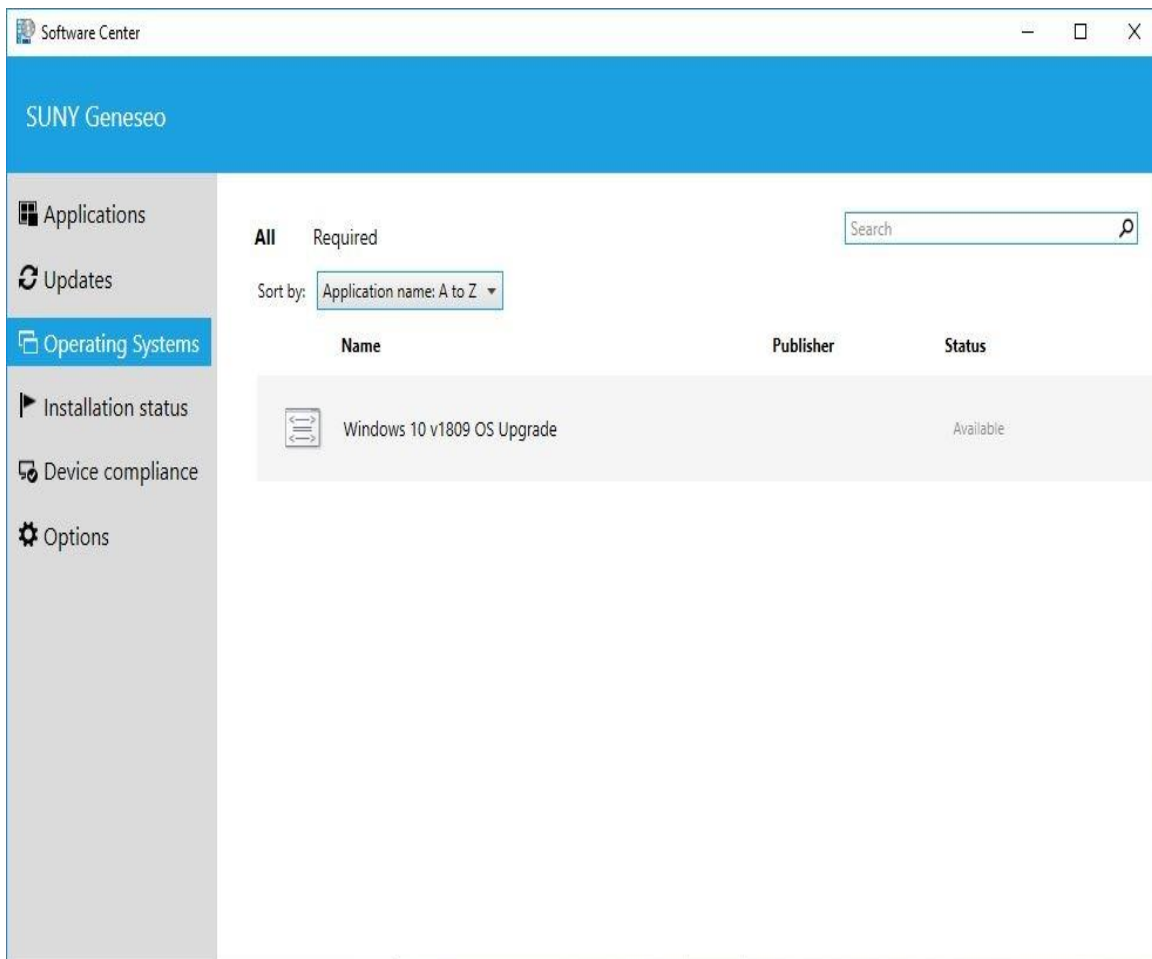 Software Center
SUNY Geneseo
Applications
Updates
Operating Systems
Installation status
Device compliance
Options
All Required
Search
Sort by: Application name: A to Z
Name Publisher Status
Windows 10 v1809 OS Upgrade Available